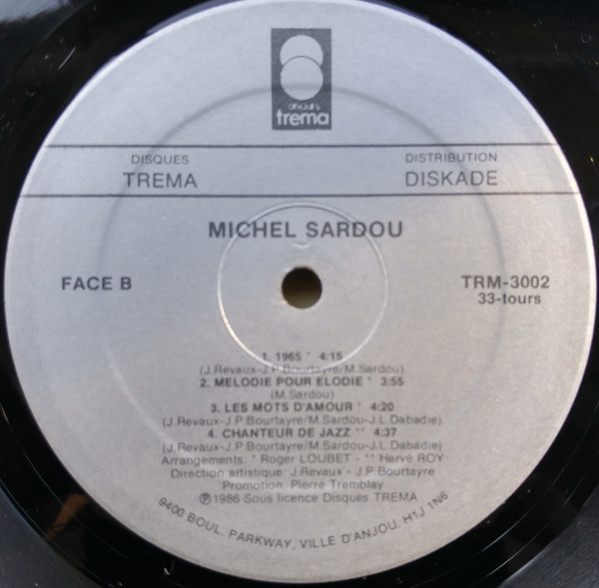 disques
trema
DISQUES
TREMA
DISTRIBUTION
DISKADE
MICHEL SARDOU
FACE B
TRM-3002
33-tours
1. 1965 * 4:15
(J.Revaux-J.P.Bourtayre/M.Sardou)
2. MELODIE POUR ELODIE * 3:55
(M.Sardou)
3. LES MOTS D'AMOUR * 4:20
(J.Revaux-J.P.Bourtayre/M.Sardou-J.L.Dabadie)
4. CHANTEUR DE JAZZ ** 4:37
(J.Revaux-J.P.Bourtayre/M.Sardou-J.L.Dabadie)
Arrangements: * Roger LOUBET - ** Hervé ROY
Direction artistique: J.Revaux - J.P.Bourtayre
Promotion: Pierre Tremblay
℗1986 Sous licence Disques TREMA
9400 BOUL. PARKWAY, VILLE D'ANJOU. H1J 1N6